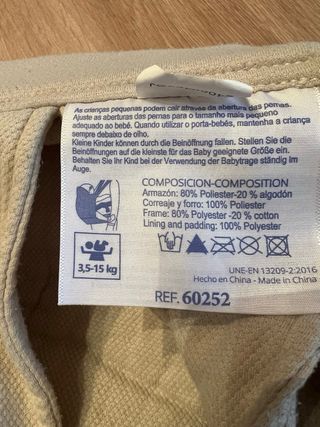 As crianças pequenas podem cair através da abertura das pernas.
Ajuste as aberturas das pernas para o tamanho mais pequeno
adequado ao bebé. Quando utilizar o porta-bebés, mantenha a criança
sempre debaixo de olho.
Kleine Kinder können durch die Beinöffnung fallen. Stellen Sie die
Beinöffnungen auf die kleinste für das Baby geeignete Größe ein.
Behalten Sie Ihr Kind bei der Verwendung der Babytrage ständig im
Auge.
COMPOSICION-COMPOSITION
Armazón: 80% Poliester-20 % algodón
Correaje y forro: 100% Poliester
Frame: 80% Polyester-20 % cotton
Lining and padding: 100% Polyester
3,5-15 kg
UNE-EN 13209-2:2016
Hecho en China - Made in China
REF. 60252